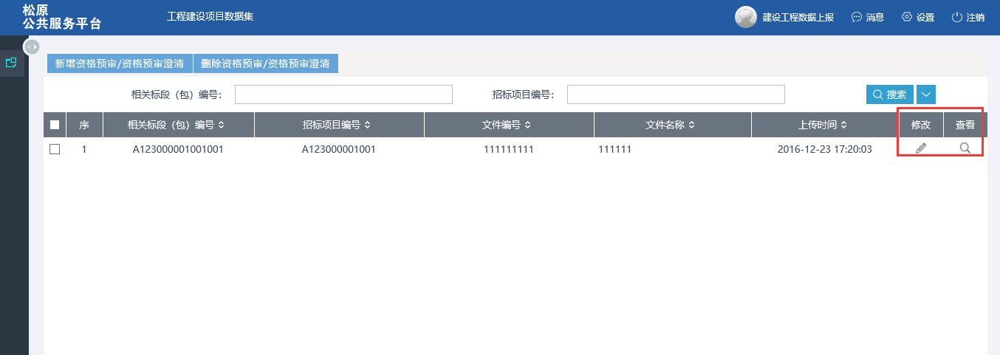 松原
公共服务平台
工程建设项目数据集
建设工程数据上报 消息 设置 注销
新增资格预审/资格预审澄清 删除资格预审/资格预审澄清
相关标段（包）编号： 招标项目编号： 搜索
序 相关标段（包）编号 招标项目编号 文件编号 文件名称 上传时间 修改 查看
1 A123000001001001 A123000001001 111111111 111111 2016-12-23 17:20:03